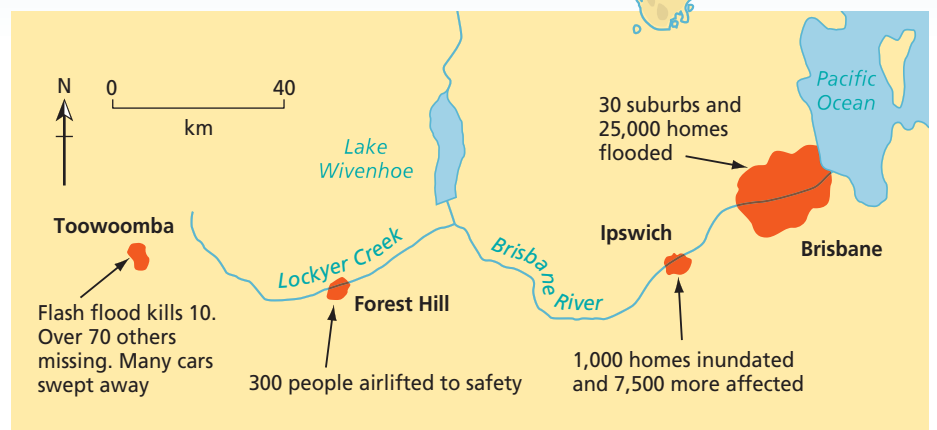 N
0 40
km
Pacific
Ocean
30 suburbs and
25,000 homes
flooded
Lake
Wivenhoe
Toowoomba
Ipswich
Brisbane
Lockyer Creek
Brisbane
River
Forest Hill
Flash flood kills 10.
Over 70 others
missing. Many cars
swept away
300 people airlifted to safety
1,000 homes inundated
and 7,500 more affected